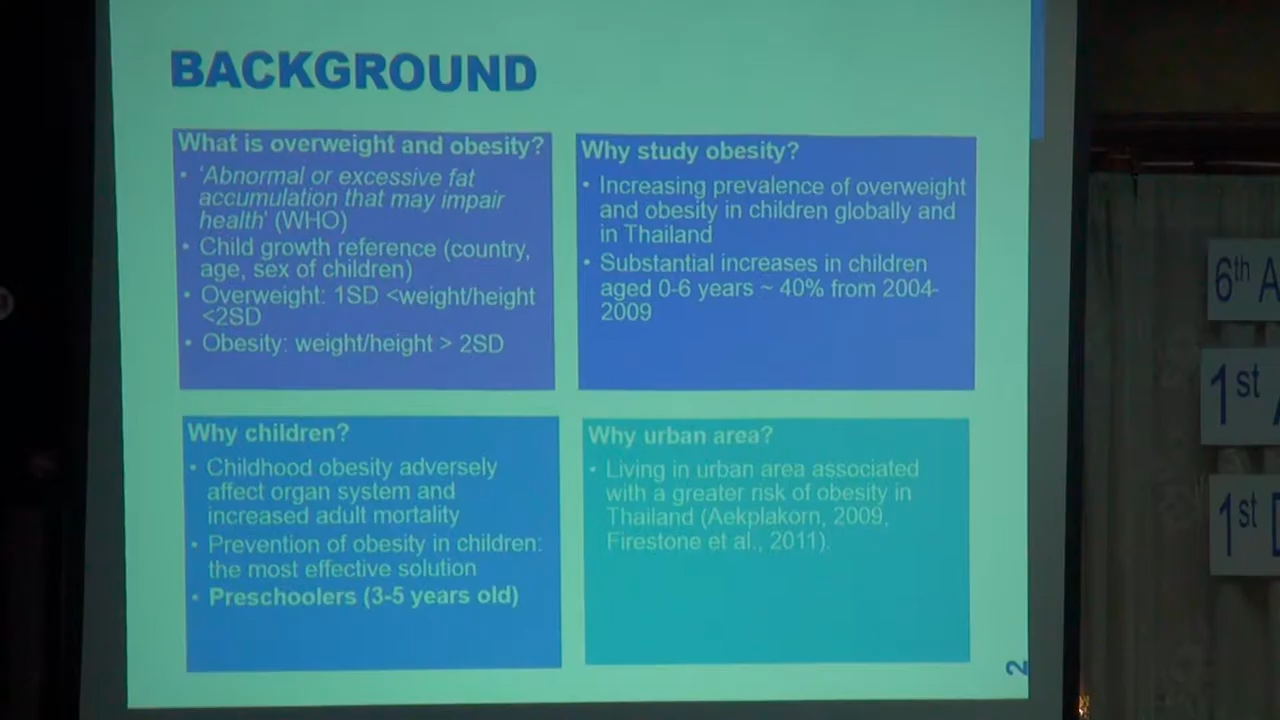 BACKGROUND
What is overweight and obesity?
• 'Abnormal or excessive fat
accumulation that may impair
health' (WHO)
• Child growth reference (country,
age, sex of children)
• Overweight: 1SD <weight/height
<2SD
• Obesity: weight/height > 2SD
Why study obesity?
• Increasing prevalence of overweight
and obesity in children globally and
in Thailand
• Substantial increases in children
aged 0-6 years ~ 40% from 2004-
2009
Why children?
• Childhood obesity adversely
affect organ system and
increased adult mortality
• Prevention of obesity in children:
the most effective solution
• Preschoolers (3-5 years old)
Why urban area?
• Living in urban area associated
with a greater risk of obesity in
Thailand (Aekplakorn, 2009,
Firestone et al., 2011).
2
6th A
1st
1st